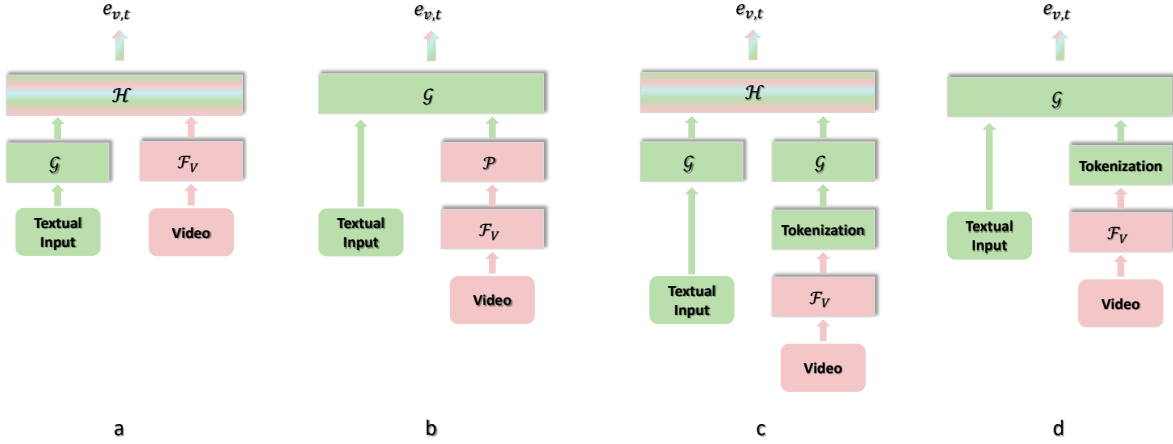 e_{v,t}
ℋ
𝒢
ℱ_V
Textual
Input
Video
a
e_{v,t}
𝒢
𝒫
ℱ_V
Textual
Input
Video
b
e_{v,t}
ℋ
𝒢
𝒢
Tokenization
ℱ_V
Textual
Input
Video
c
e_{v,t}
𝒢
Tokenization
ℱ_V
Textual
Input
Video
d